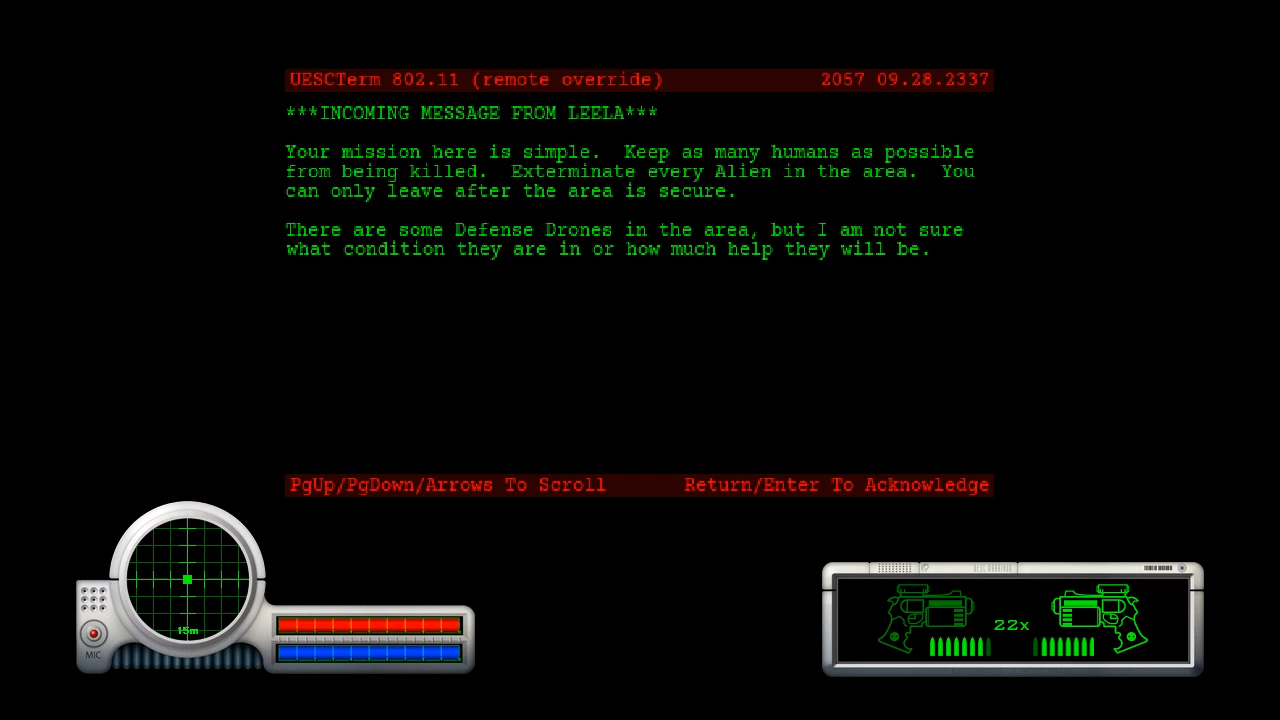 UESCTerm 802.11 (remote override) 2057 09.28.2337
***INCOMING MESSAGE FROM LEELA***
Your mission here is simple.  Keep as many humans as possible
from being killed.  Exterminate every Alien in the area.  You
can only leave after the area is secure.
There are some Defense Drones in the area, but I am not sure
what condition they are in or how much help they will be.
PgUp/PgDown/Arrows To Scroll Return/Enter To Acknowledge
15m
MIC
22x